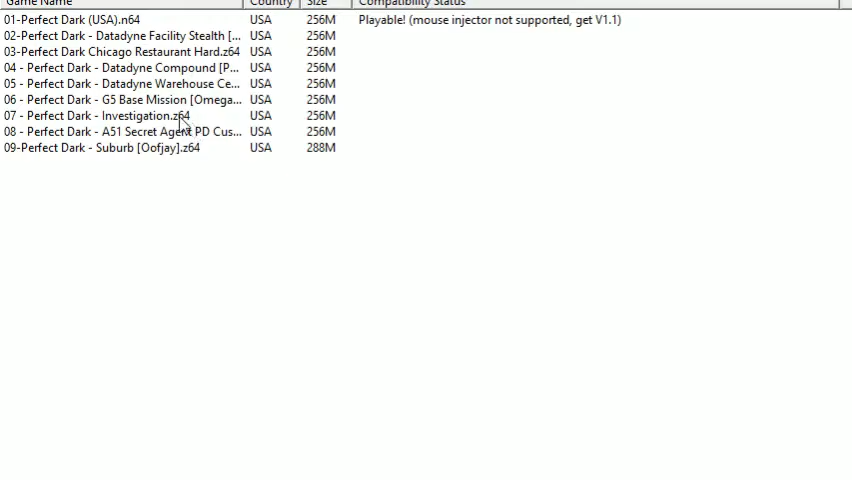 Game Name Country Size Compatibility Status
01-Perfect Dark (USA).n64 USA 256M Playable! (mouse injector not supported, get V1.1)
02-Perfect Dark - Datadyne Facility Stealth [... USA 256M
03-Perfect Dark Chicago Restaurant Hard.z64 USA 256M
04 - Perfect Dark - Datadyne Compound [P... USA 256M
05 - Perfect Dark - Datadyne Warehouse Ce... USA 256M
06 - Perfect Dark - G5 Base Mission [Omega... USA 256M
07 - Perfect Dark - Investigation.z64 USA 256M
08 - Perfect Dark - A51 Secret Agent PD Cus... USA 256M
09-Perfect Dark - Suburb [Oofjay].z64 USA 288M